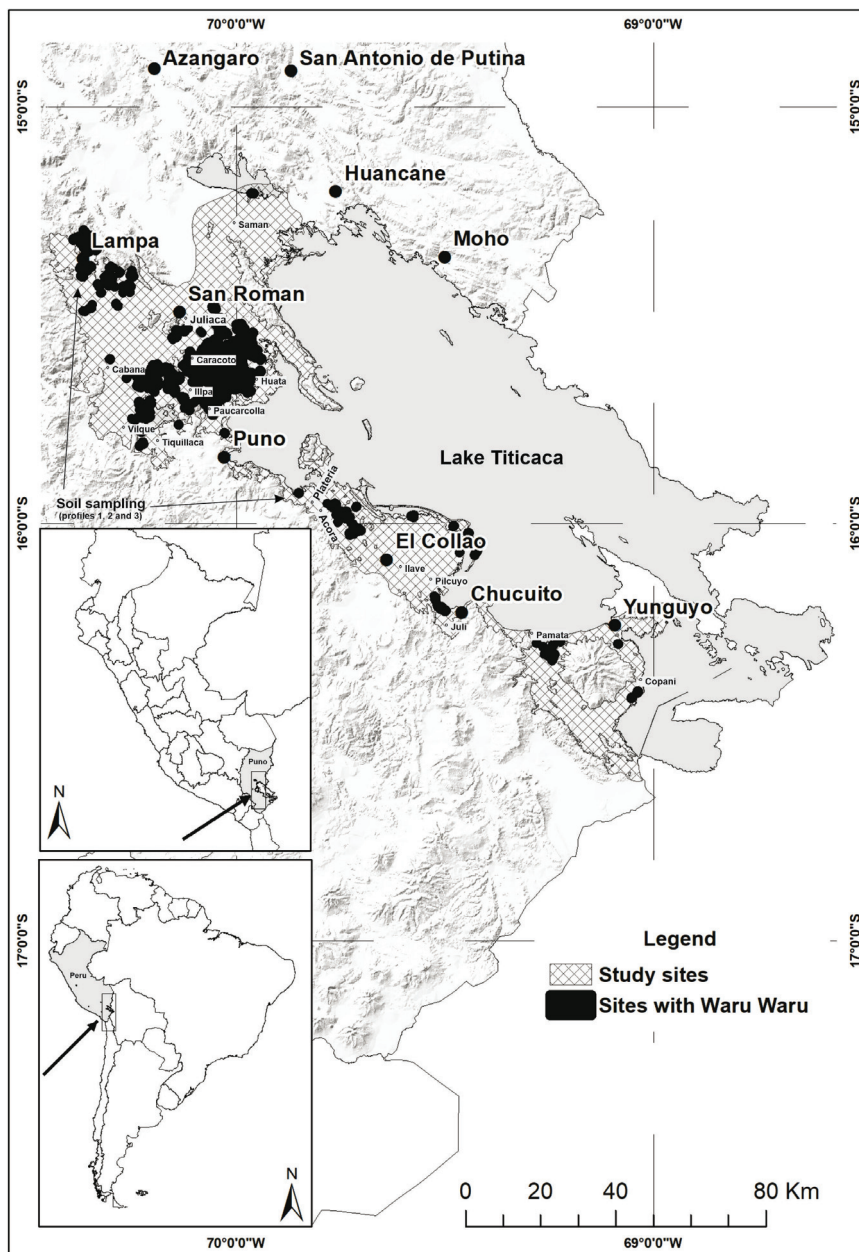 70°0'0"W
69°0'0"W
Azangaro
San Antonio de Putina
15°0'0"S
15°0'0"S
Huancane
Saman
Lampa
Moho
San Roman
Juliaca
Caracoto
Cabana
Huata
Illpa
Paucarcolla
Vilque
Tiquillaca
Puno
Lake Titicaca
Plateria
Soil sampling
(profiles 1, 2 and 3)
Acora
16°0'0"S
16°0'0"S
El Collao
Ilave
Pilcuyo
Chucuito
Yunguyo
Juli
Pamata
Copani
Puno
N
17°0'0"S
17°0'0"S
Legend
Study sites
Sites with Waru Waru
Peru
N
0 20 40 80 Km
70°0'0"W
69°0'0"W